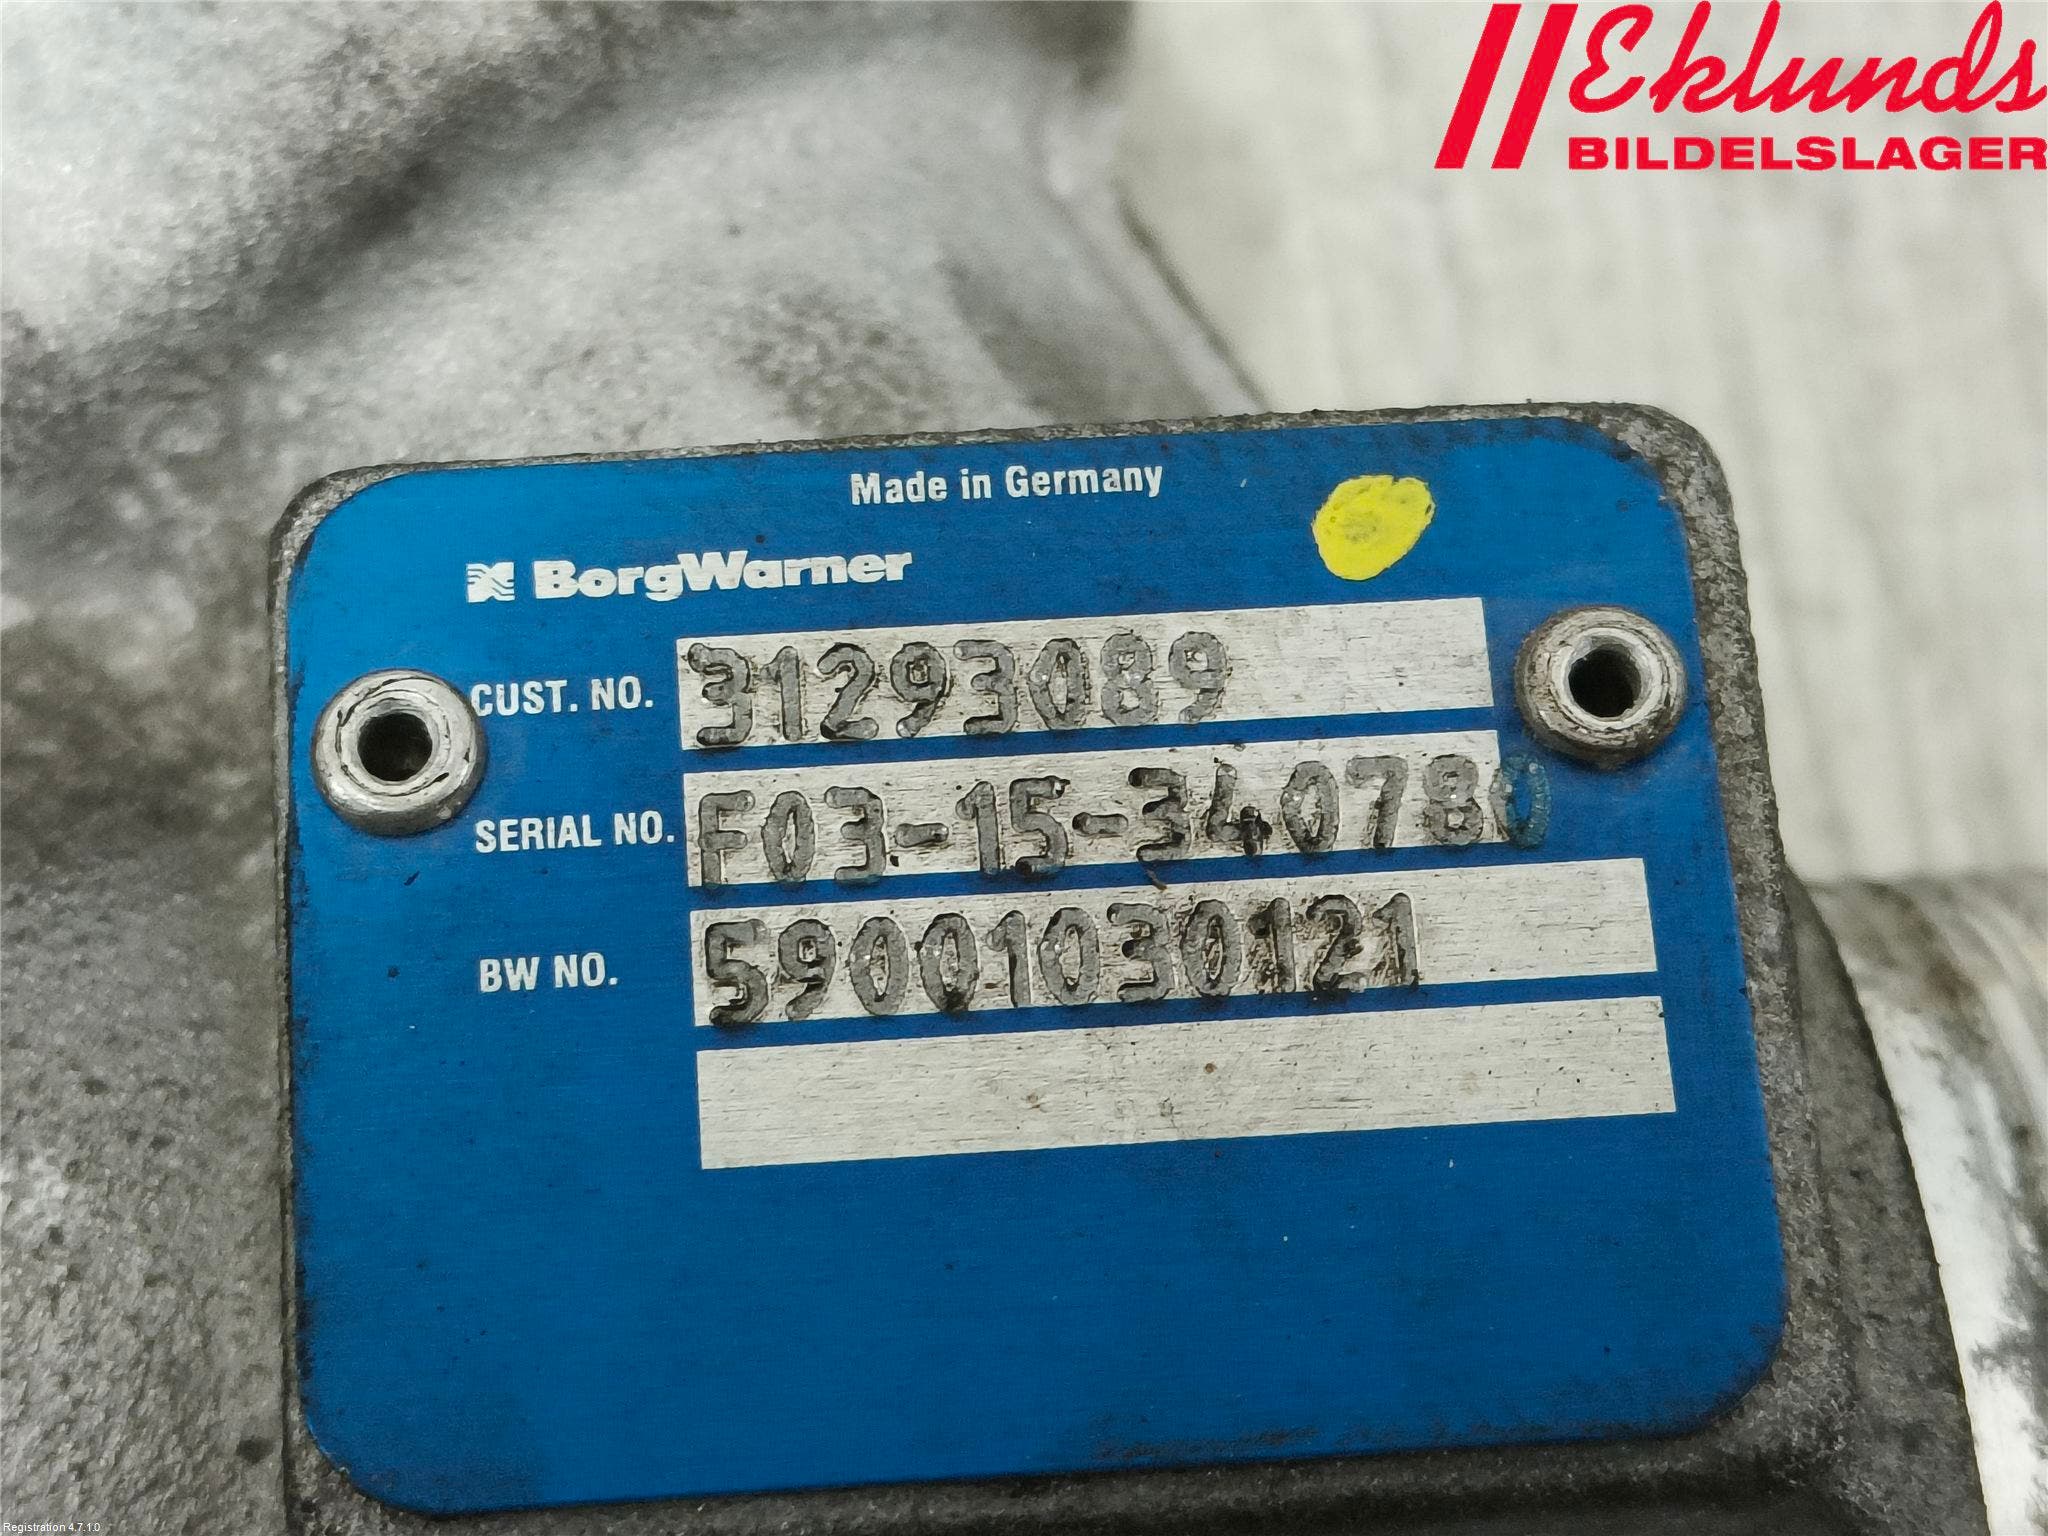 Eklunds
BILDELSLAGER
Made in Germany
BorgWarner
CUST. NO. 31293089
SERIAL NO. F03-15-340780
BW NO. 59001030121
Registration 4.7.1.0